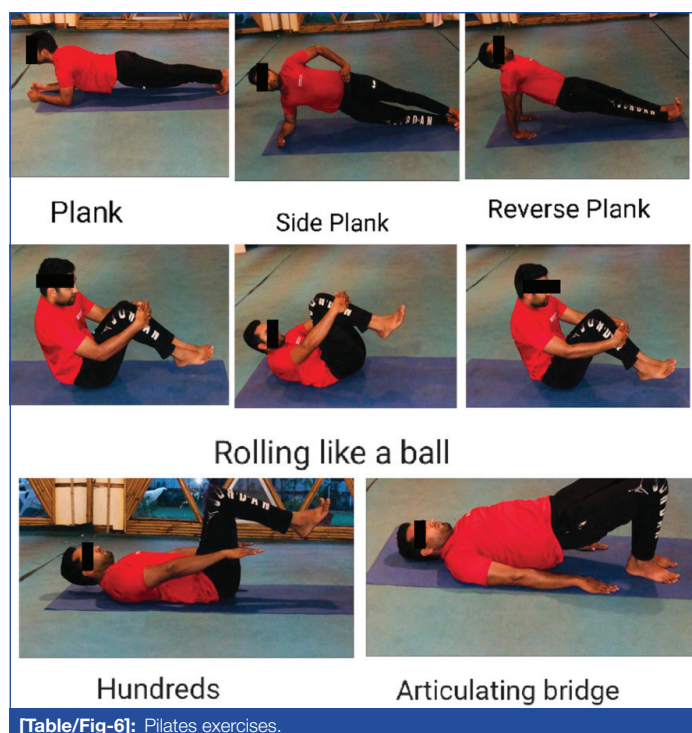 Plank
Side Plank
Reverse Plank
Rolling like a ball
Hundreds
Articulating bridge
[Table/Fig-6]: Pilates exercises.